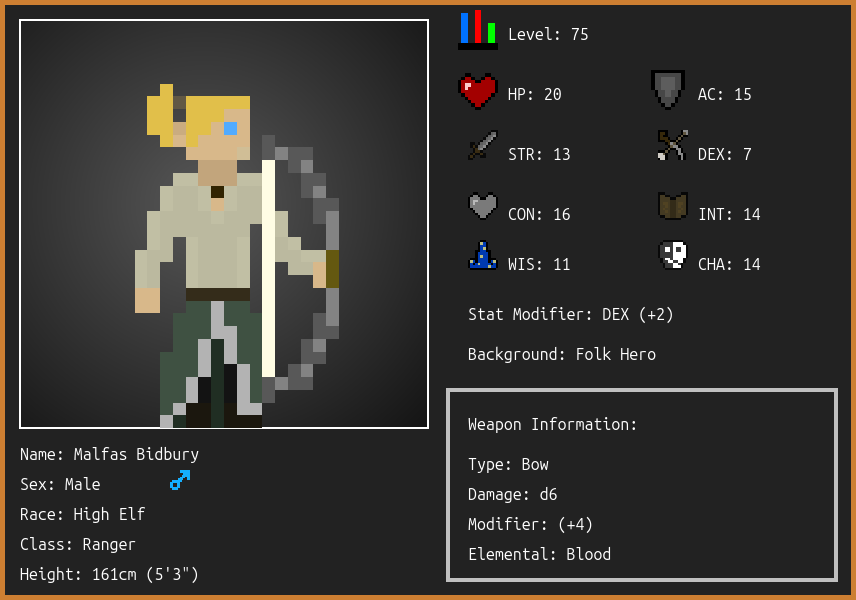 Level: 75
HP: 20
AC: 15
STR: 13
DEX: 7
CON: 16
INT: 14
WIS: 11
CHA: 14
Stat Modifier: DEX (+2)
Background: Folk Hero
Weapon Information:
Type: Bow
Damage: d6
Modifier: (+4)
Elemental: Blood
Name: Malfas Bidbury
Sex: Male
Race: High Elf
Class: Ranger
Height: 161cm (5'3")